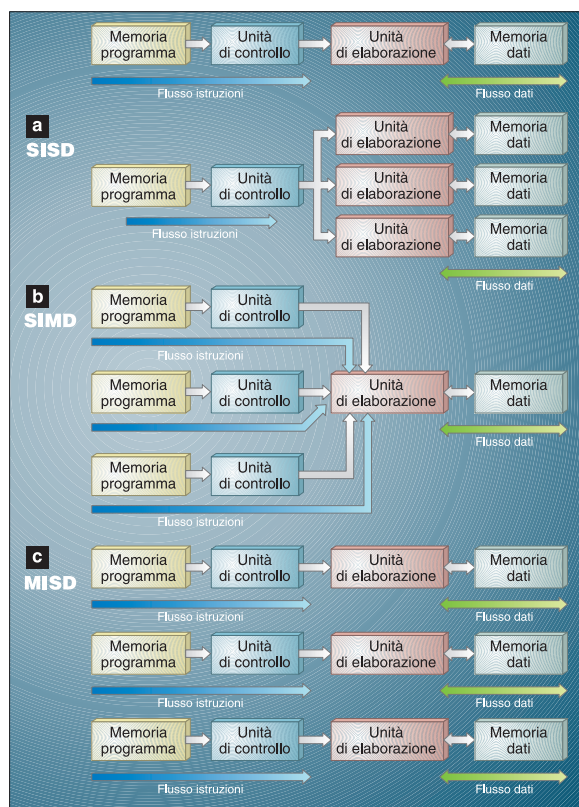 Memoria programma
Unità di controllo
Unità di elaborazione
Memoria dati
Flusso istruzioni
Flusso dati
a
SISD
Unità di elaborazione
Memoria dati
Memoria programma
Unità di controllo
Unità di elaborazione
Memoria dati
Unità di elaborazione
Memoria dati
Flusso istruzioni
Flusso dati
b
SIMD
Memoria programma
Unità di controllo
Flusso istruzioni
Memoria programma
Unità di controllo
Unità di elaborazione
Memoria dati
Flusso dati
Memoria programma
Unità di controllo
Flusso istruzioni
c
MISD
Memoria programma
Unità di controllo
Unità di elaborazione
Memoria dati
Flusso istruzioni
Flusso dati
Memoria programma
Unità di controllo
Unità di elaborazione
Memoria dati
Flusso istruzioni
Flusso dati
Memoria programma
Unità di controllo
Unità di elaborazione
Memoria dati
Flusso istruzioni
Flusso dati